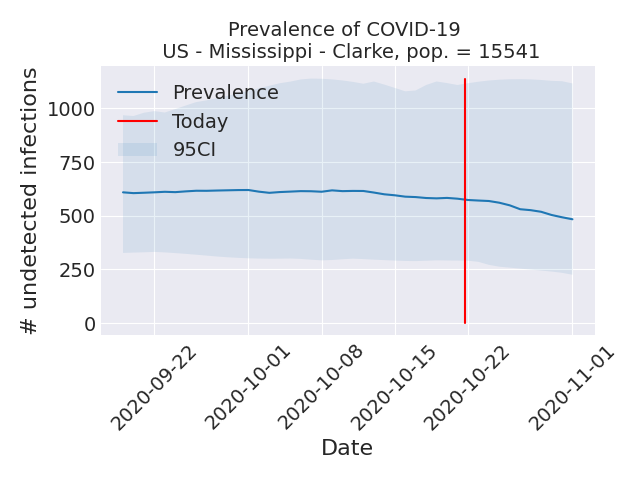 Prevalence of COVID-19
US - Mississippi - Clarke, pop. = 15541
# undetected infections
1000
750
500
250
0
Prevalence
Today
95CI
2020-09-22
2020-10-01
2020-10-08
2020-10-15
2020-10-22
2020-11-01
Date